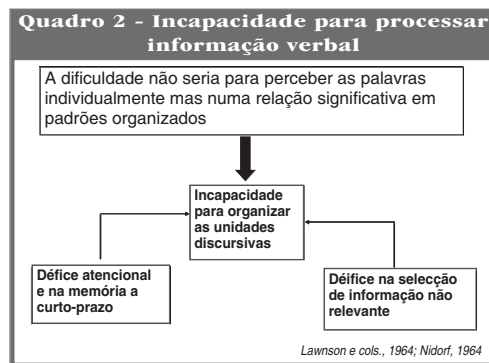 Quadro 2 - Incapacidade para processar
informação verbal
A dificuldade não seria para perceber as palavras
individualmente mas numa relação significativa em
padrões organizados
Incapacidade
para organizar
as unidades
discursivas
Défice atencional
e na memória a
curto-prazo
Déifice na selecção
de informação não
relevante
Lawnson e cols., 1964; Nidorf, 1964